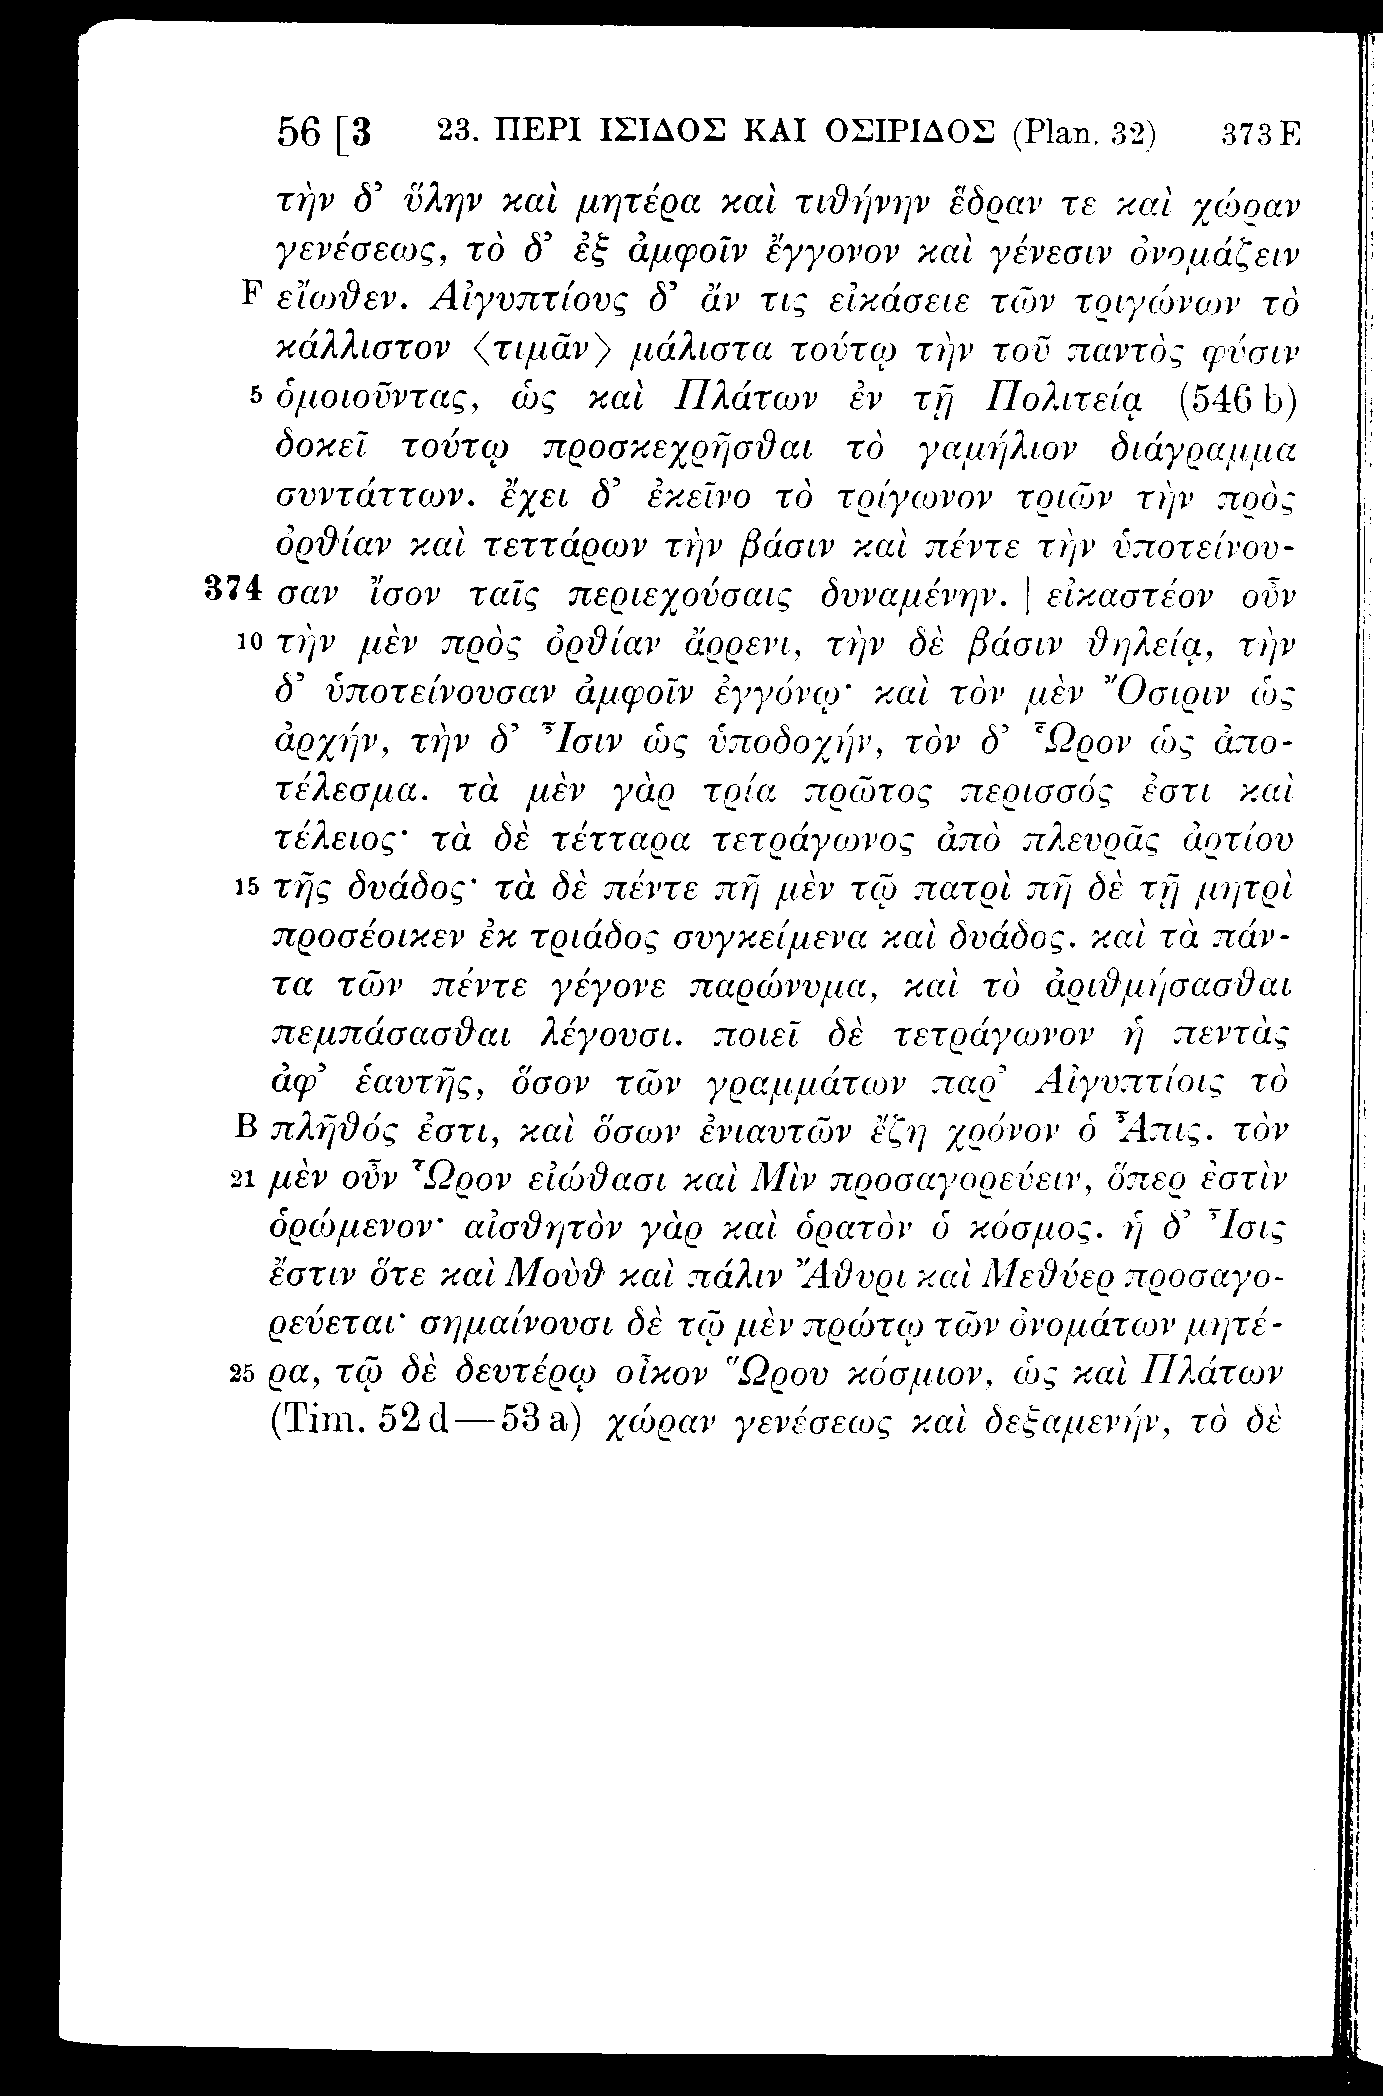 56 [3 23. ΠΕΡΙ ΙΣΙΔΟΣ ΚΑΙ ΟΣΙΡΙΔΟΣ (Plan. 32) 373 E
τὴν δ’ ὕλην καὶ μητέρα καὶ τιθήνην ἕδραν τε καὶ χώραν
γενέσεως, τὸ δ’ ἐξ ἀμφοῖν ἔγγονον καὶ γένεσιν ὀνομάζειν
F εἴωθεν. Αἰγυπτίους δ’ ἄν τις εἰκάσειε τῶν τριγώνων τὸ
κάλλιστον ⟨τιμᾶν⟩ μάλιστα τούτῳ τὴν τοῦ παντὸς φύσιν
5 ὁμοιοῦντας, ὡς καὶ Πλάτων ἐν τῇ Πολιτείᾳ (546 b)
δοκεῖ τούτῳ προσκεχρῆσθαι τὸ γαμήλιον διάγραμμα
συντάττων. ἔχει δ’ ἐκεῖνο τὸ τρίγωνον τριῶν τὴν πρὸς
ὀρθίαν καὶ τεττάρων τὴν βάσιν καὶ πέντε τὴν ὑποτείνου-
374 σαν ἴσον ταῖς περιεχούσαις δυναμένην. | εἰκαστέον οὖν
10 τὴν μὲν πρὸς ὀρθίαν ἄρρενι, τὴν δὲ βάσιν θηλείᾳ, τὴν
δ’ ὑποτείνουσαν ἀμφοῖν ἐγγόνῳ· καὶ τὸν μὲν Ὄσιριν ὡς
ἀρχήν, τὴν δ’ Ἶσιν ὡς ὑποδοχήν, τὸν δ’ Ὧρον ὡς ἀπο-
τέλεσμα. τὰ μὲν γὰρ τρία πρῶτος περισσός ἐστι καὶ
τέλειος· τὰ δὲ τέτταρα τετράγωνος ἀπὸ πλευρᾶς ἀρτίου
15 τῆς δυάδος· τὰ δὲ πέντε πῆ μὲν τῷ πατρὶ πῆ δὲ τῇ μητρὶ
προσέοικεν ἐκ τριάδος συγκείμενα καὶ δυάδος. καὶ τὰ πάν-
τα τῶν πέντε γέγονε παρώνυμα, καὶ τὸ ἀριθμήσασθαι
πεμπάσασθαι λέγουσι. ποιεῖ δὲ τετράγωνον ἡ πεντὰς
ἀφ’ ἑαυτῆς, ὅσον τῶν γραμμάτων παρ’ Αἰγυπτίοις τὸ
B πλῆθός ἐστι, καὶ ὅσων ἐνιαυτῶν ἔζη χρόνον ὁ Ἆπις. τὸν
21 μὲν οὖν Ὧρον εἰώθασι καὶ Μὶν προσαγορεύειν, ὅπερ ἐστὶν
ὁρώμενον· αἰσθητὸν γὰρ καὶ ὁρατὸν ὁ κόσμος. ἡ δ’ Ἶσις
ἔστιν ὅτε καὶ Μοὺθ καὶ πάλιν Ἄθυρι καὶ Μεθύερ προσαγο-
ρεύεται· σημαίνουσι δὲ τῷ μὲν πρώτῳ τῶν ὀνομάτων μητέ-
25 ρα, τῷ δὲ δευτέρῳ οἶκον Ὥρου κόσμιον, ὡς καὶ Πλάτων
(Tim. 52 d—53 a) χώραν γενέσεως καὶ δεξαμενήν, τὸ δὲ